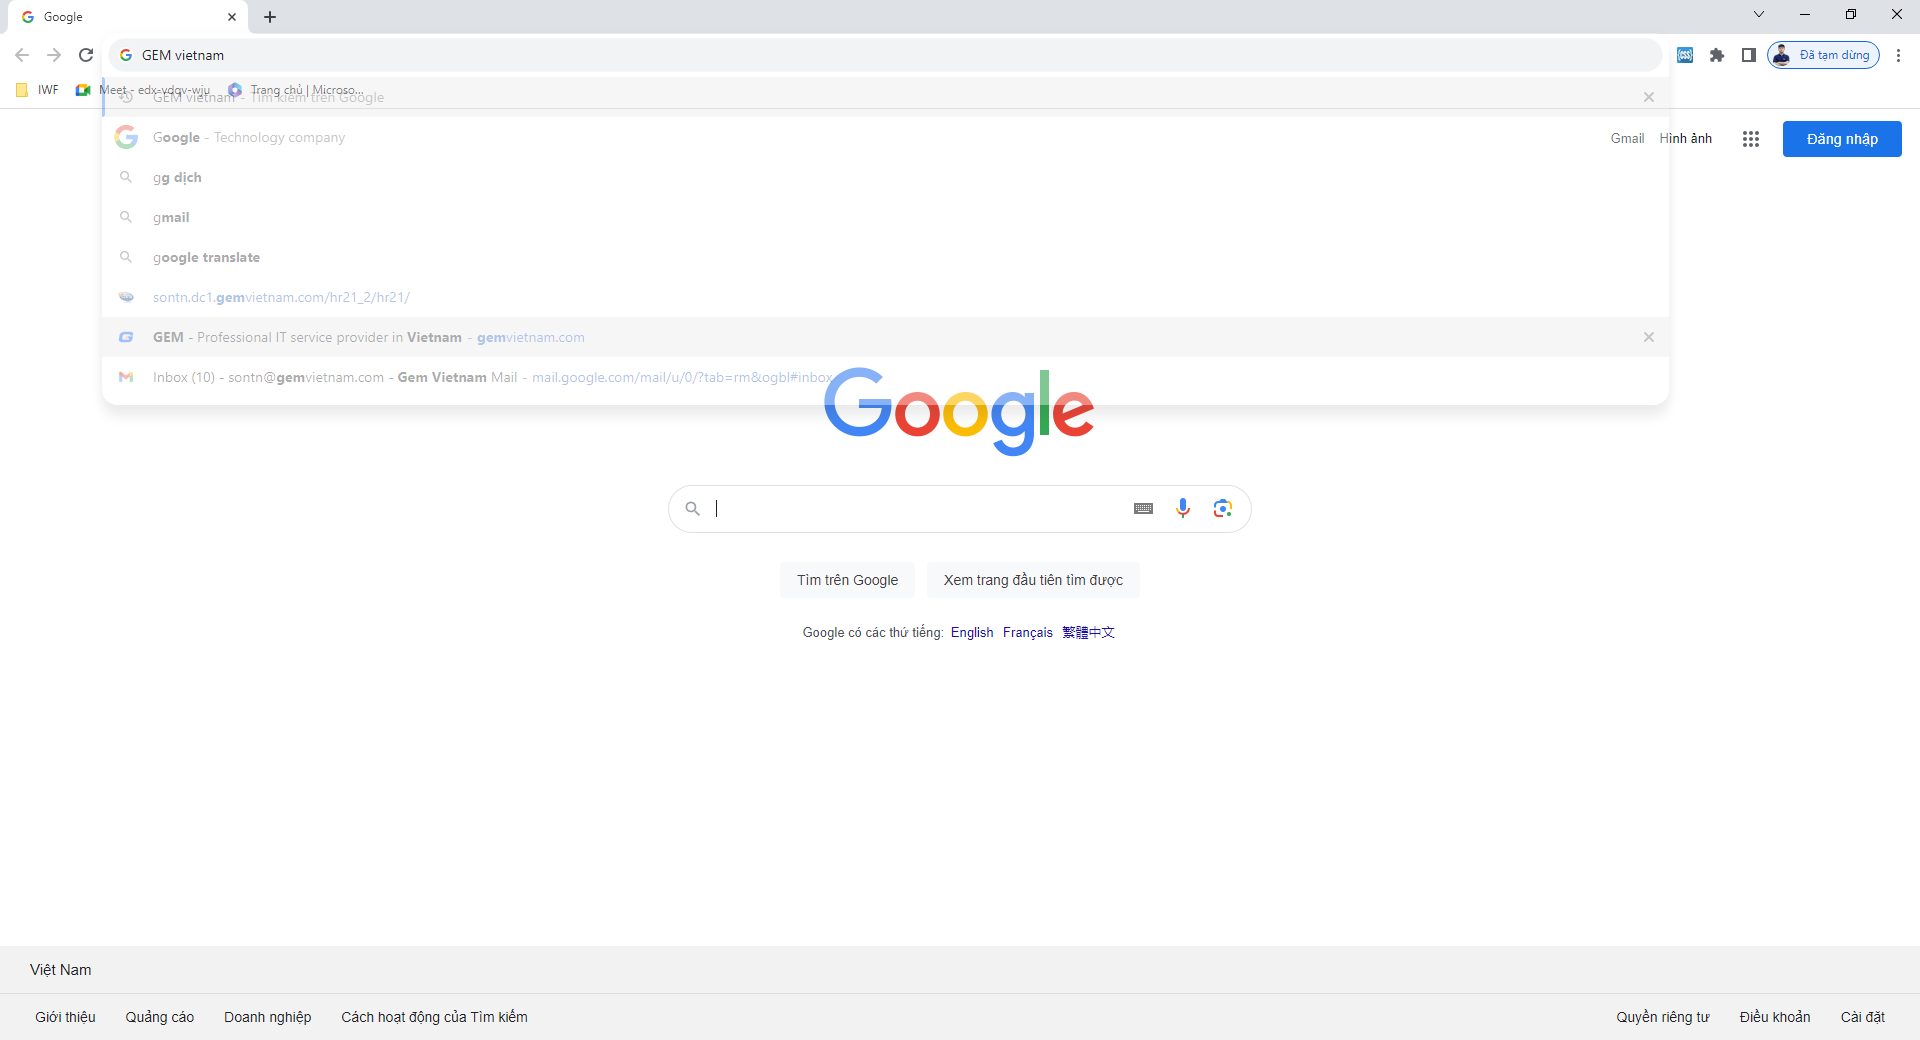 Google
GEM vietnam
Đã tạm dừng
IWF
Meet - edx-vdqv-wju
Trang chủ | Microso...
GEM vietnam - Tìm kiếm trên Google
Google - Technology company
Gmail
Hình ảnh
Đăng nhập
gg dịch
gmail
google translate
sontn.dc1.gemvietnam.com/hr21_2/hr21/
GEM - Professional IT service provider in Vietnam - gemvietnam.com
Inbox (10) - sontn@gemvietnam.com - Gem Vietnam Mail - mail.google.com/mail/u/0/?tab=rm&ogbl#inbox
Google
Tìm trên Google
Xem trang đầu tiên tìm được
Google có các thứ tiếng: English Français 繁體中文
Việt Nam
Giới thiệu
Quảng cáo
Doanh nghiệp
Cách hoạt động của Tìm kiếm
Quyền riêng tư
Điều khoản
Cài đặt